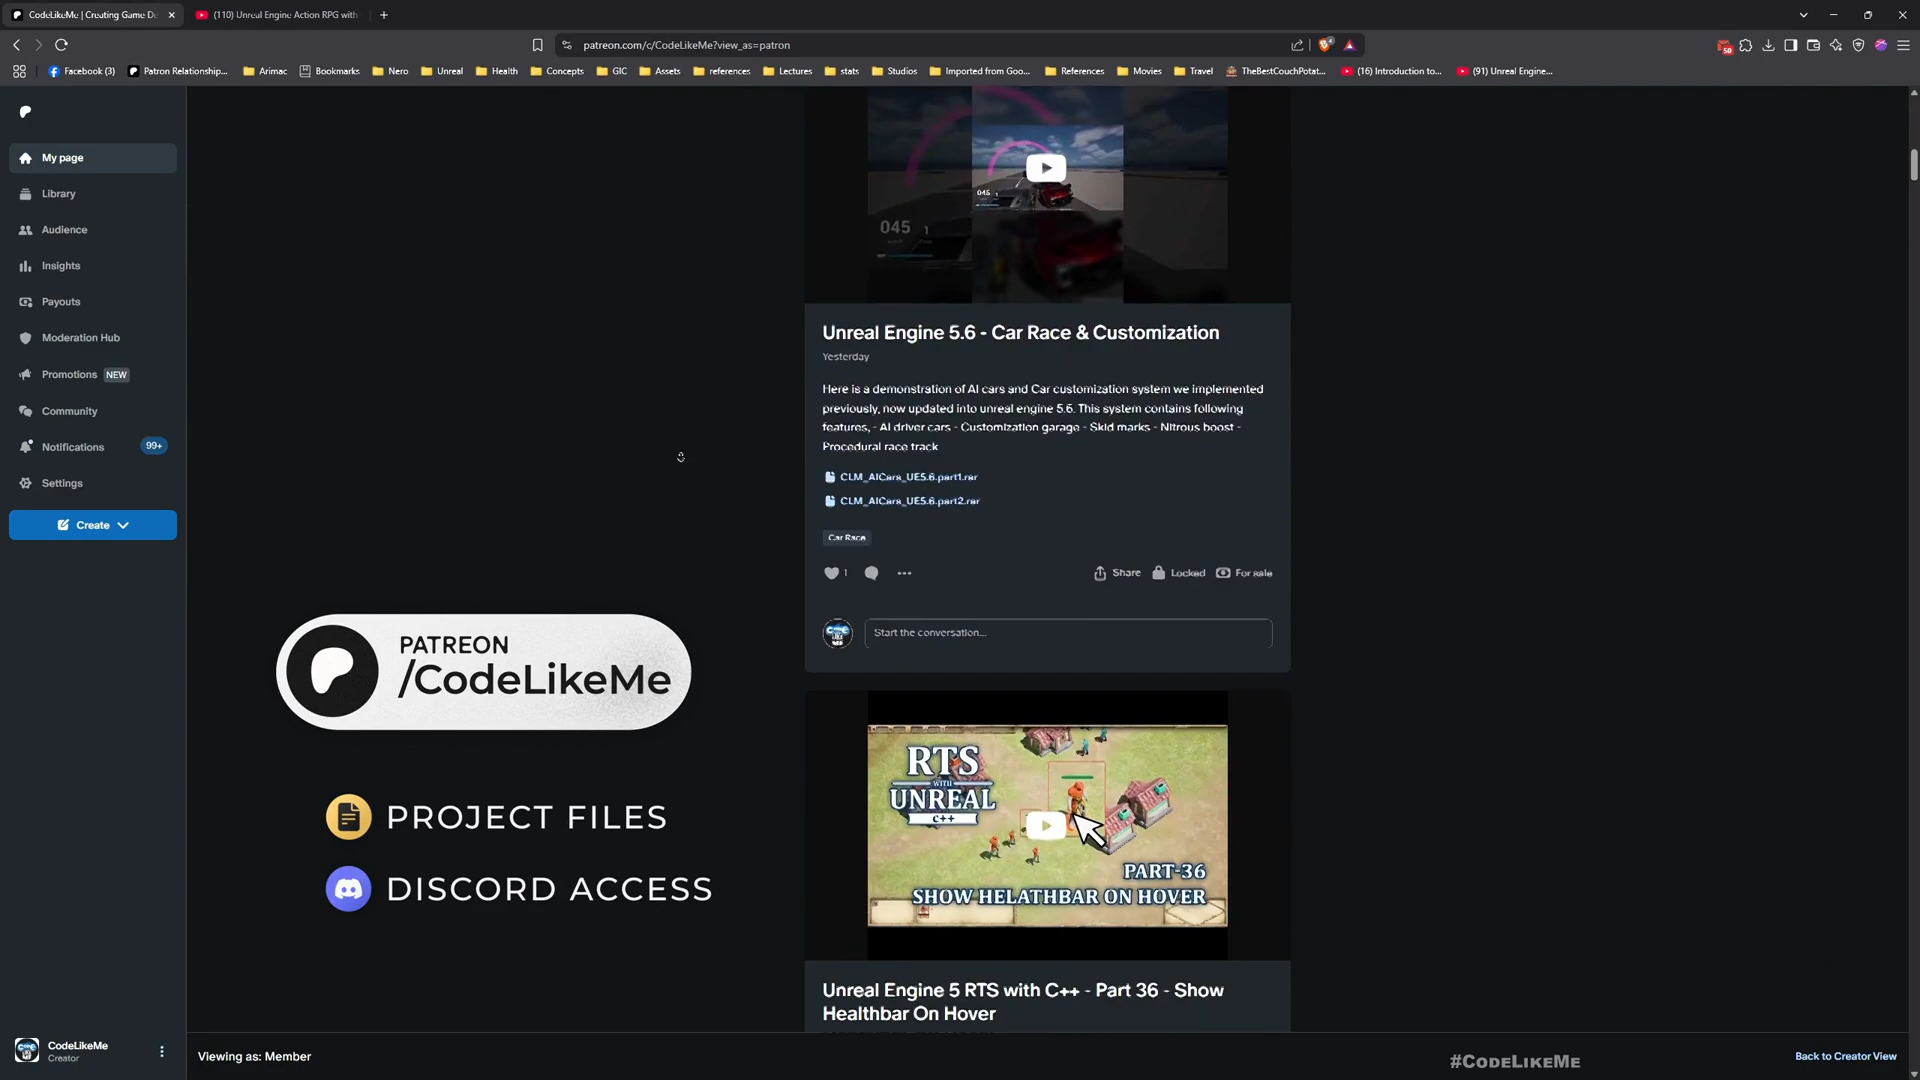 CodeLikeMe | Creating Game De
(110) Unreal Engine Action RPG with
patreon.com/c/CodeLikeMe?view_as=patron
4
50
Facebook (3)
Patron Relationship...
Arimac
Bookmarks
Nero
Unreal
Health
Concepts
GIC
Assets
references
Lectures
stats
Studios
Imported from Goo...
References
Movies
Travel
TheBestCouchPotat...
(16) Introduction to...
(91) Unreal Engine...
My page
Library
Audience
Insights
Payouts
Moderation Hub
Promotions NEW
Community
Notifications 99+
Settings
Create
045 1
045 1
Unreal Engine 5.6 - Car Race & Customization
Yesterday
Here is a demonstration of AI cars and Car customization system we implemented
previously, now updated into unreal engine 5.6. This system contains following
features, - AI driver cars - Customization garage - Skid marks - Nitrous boost -
Procedural race track
CLM_AICars_UE5.6.part1.rar
CLM_AICars_UE5.6.part2.rar
Car Race
1
Share
Locked
For sale
Start the conversation...
PATREON
/CodeLikeMe
PROJECT FILES
DISCORD ACCESS
RTS
WITH
UNREAL
C++
PART-36
SHOW HELATHBAR ON HOVER
Unreal Engine 5 RTS with C++ - Part 36 - Show
Healthbar On Hover
CodeLikeMe
Creator
Viewing as: Member
#CodeLikeMe
Back to Creator View